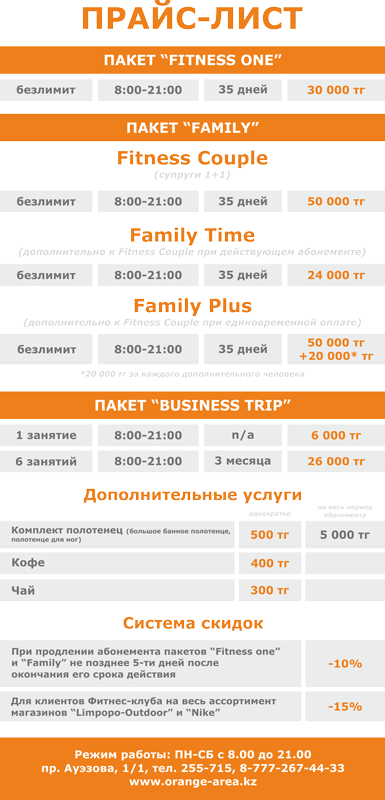 ПРАЙС-ЛИСТ
ПАКЕТ “FITNESS ONE”
безлимит 8:00-21:00 35 дней 30 000 тг
ПАКЕТ “FAMILY”
Fitness Couple
(супруги 1+1)
безлимит 8:00-21:00 35 дней 50 000 тг
Family Time
(дополнительно к Fitness Couple при действующем абонементе)
безлимит 8:00-21:00 35 дней 24 000 тг
Family Plus
(дополнительно к Fitness Couple при единовременной оплате)
безлимит 8:00-21:00 35 дней 50 000 тг
+20 000* тг
*20 000 тг за каждого дополнительного человека
ПАКЕТ “BUSINESS TRIP”
1 занятие 8:00-21:00 n/a 6 000 тг
6 занятий 8:00-21:00 3 месяца 26 000 тг
Дополнительные услуги
однократно
на весь период
абонемента
Комплект полотенец (большое банное полотенце,
полотенце для ног)
500 тг 5 000 тг
Кофе 400 тг
Чай 300 тг
Система скидок
При продлении абонемента пакетов “Fitness one”
и “Family” не позднее 5-ти дней после
окончания его срока действия
-10%
Для клиентов Фитнес-клуба на весь ассортимент
магазинов “Limpopo-Outdoor” и “Nike”
-15%
Режим работы: ПН-СБ с 8.00 до 21.00
пр. Ауэзова, 1/1, тел. 255-715, 8-777-267-44-33
www.orange-area.kz